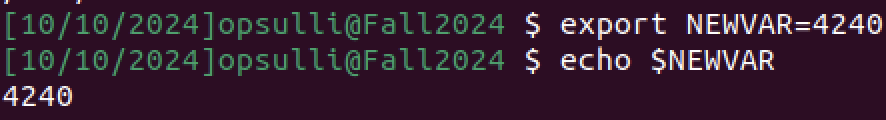 [10/10/2024]opsulli@Fall2024 $ export NEWVAR=4240
[10/10/2024]opsulli@Fall2024 $ echo $NEWVAR
4240